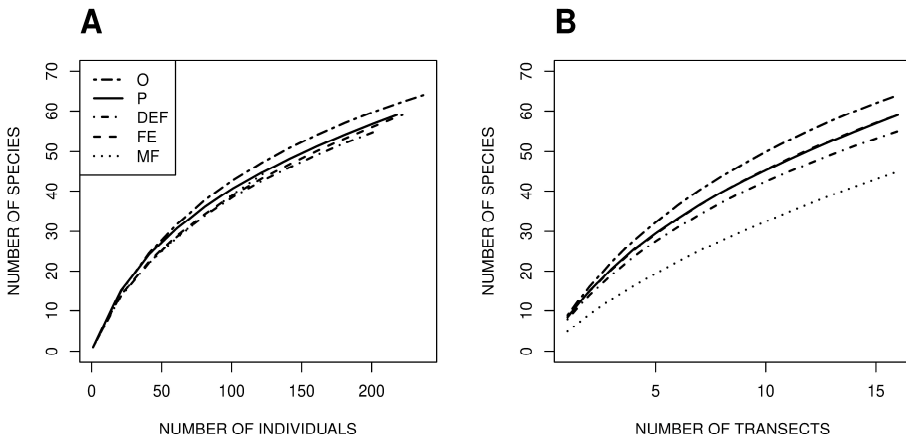 A
NUMBER OF SPECIES
70
60
50
40
30
20
10
0
O
P
DEF
FE
MF
0 50 100 150 200
NUMBER OF INDIVIDUALS
B
NUMBER OF SPECIES
70
60
50
40
30
20
10
0
5 10 15
NUMBER OF TRANSECTS